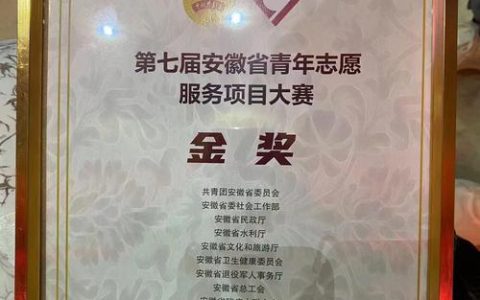 第七届安徽省青年志愿
服务项目大赛
金奖
共青团安徽省委员会
安徽省委社会工作部
安徽省民政厅
安徽省水利厅
安徽省文化和旅游厅
安徽省卫生健康委员会
安徽省退役军人事务厅
安徽省总工会